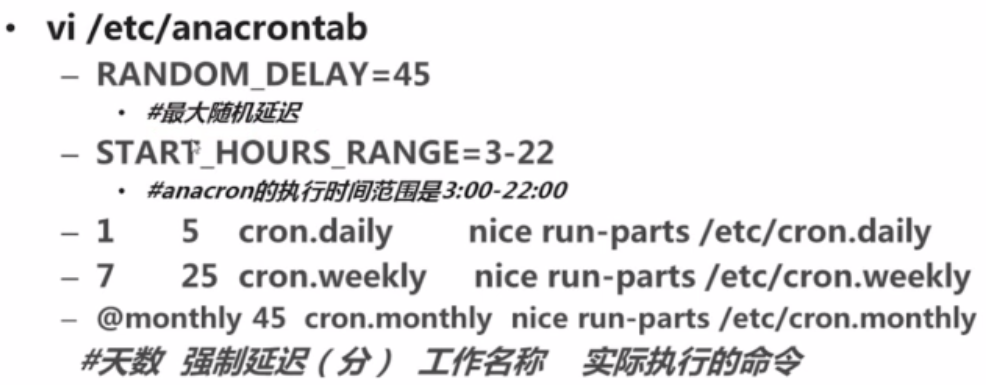 • vi /etc/anacrontab
– RANDOM_DELAY=45
• #最大随机延迟
– START_HOURS_RANGE=3-22
• #anacron的执行时间范围是3:00-22:00
– 1 5 cron.daily nice run-parts /etc/cron.daily
– 7 25 cron.weekly nice run-parts /etc/cron.weekly
– @monthly 45 cron.monthly nice run-parts /etc/cron.monthly
#天数 强制延迟（分） 工作名称 实际执行的命令